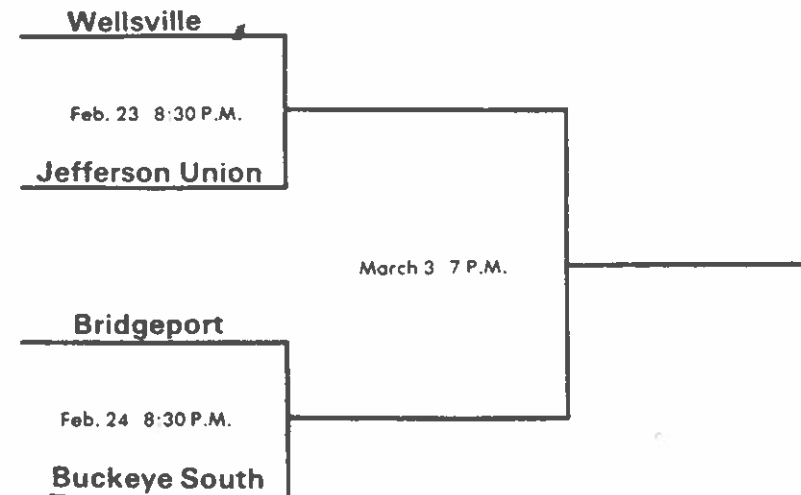 Wellsville
Feb. 23 8:30 P.M.
Jefferson Union
March 3 7 P.M.
Bridgeport
Feb. 24 8:30 P.M.
Buckeye South